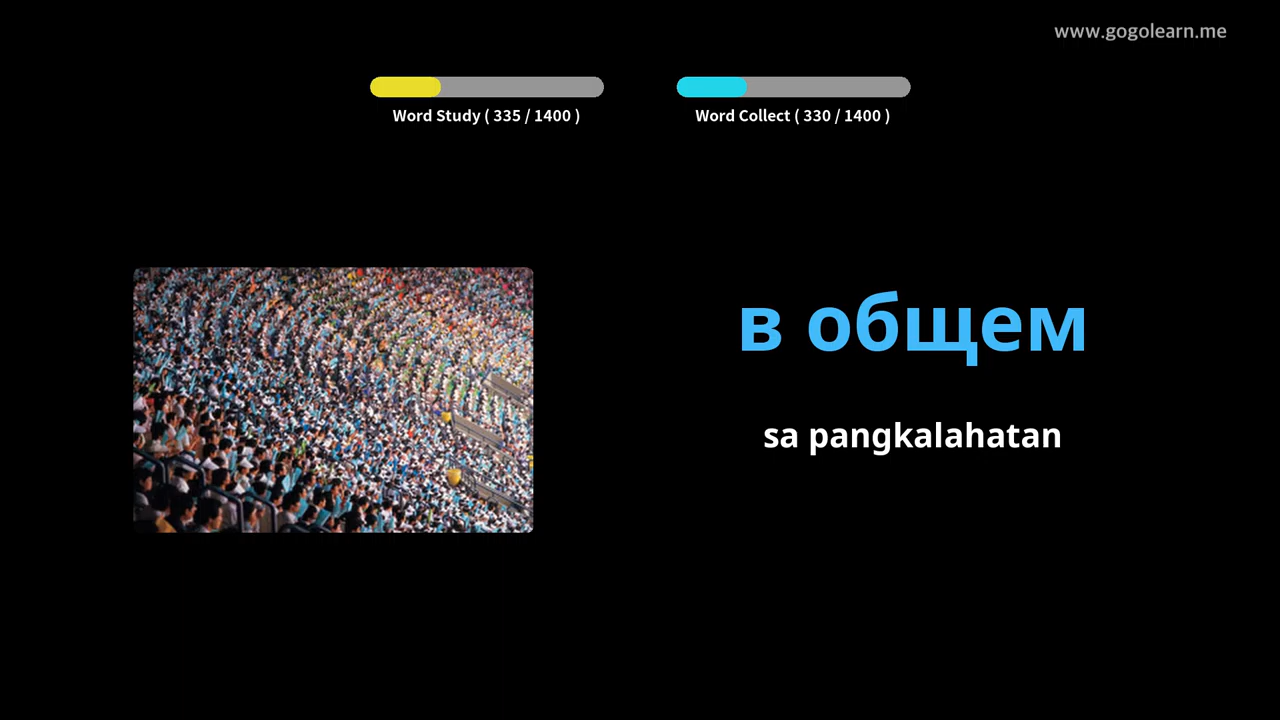 www.gogolearn.me
Word Study ( 335 / 1400 )
Word Collect ( 330 / 1400 )
в общем
sa pangkalahatan